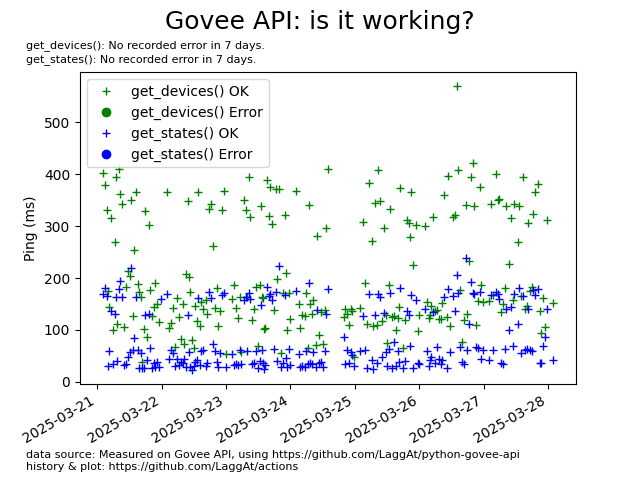 Govee API: is it working?
get_devices(): No recorded error in 7 days.
get_states(): No recorded error in 7 days.
get_devices() OK
get_devices() Error
get_states() OK
get_states() Error
Ping (ms)
500
400
300
200
100
0
2025-03-21
2025-03-22
2025-03-23
2025-03-24
2025-03-25
2025-03-26
2025-03-27
2025-03-28
data source: Measured on Govee API, using https://github.com/LaggAt/python-govee-api
history & plot: https://github.com/LaggAt/actions